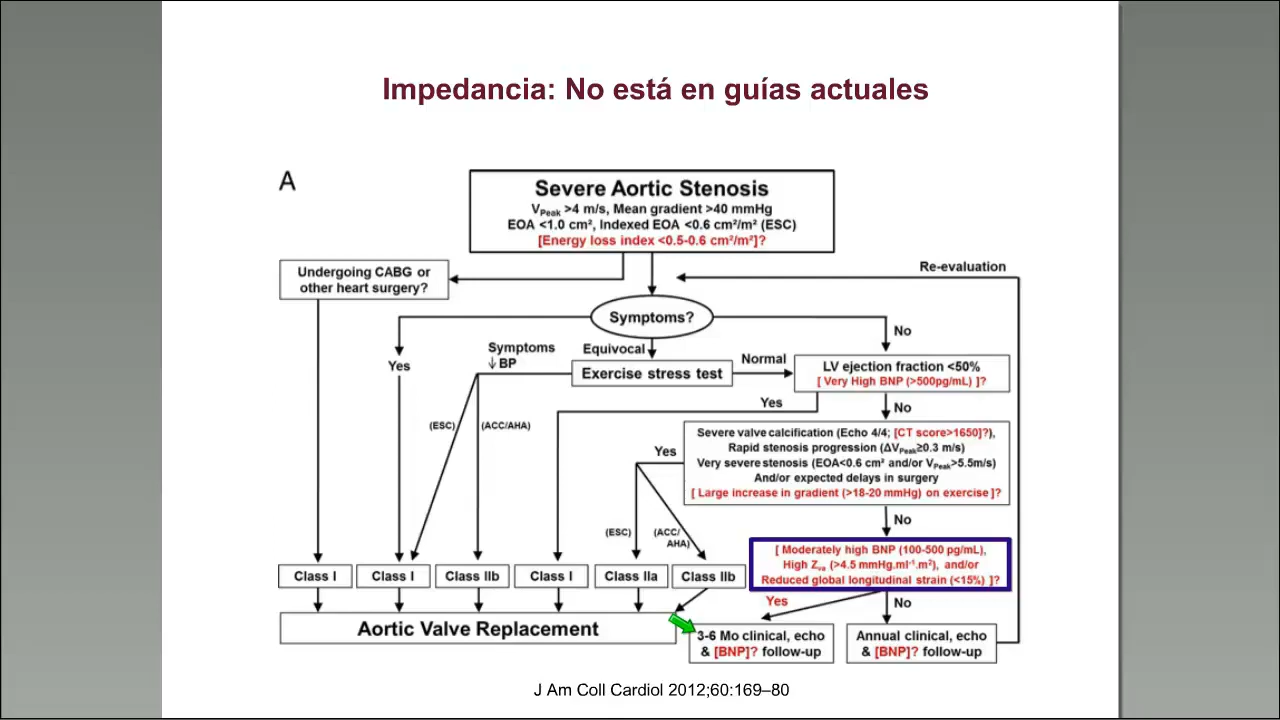 Impedancia: No está en guías actuales
A
Severe Aortic Stenosis
VPeak >4 m/s, Mean gradient >40 mmHg
EOA <1.0 cm², Indexed EOA <0.6 cm²/m² (ESC)
[Energy loss index <0.5-0.6 cm²/m²]?
Undergoing CABG or
other heart surgery?
Re-evaluation
Symptoms?
No
Yes
Symptoms
↓ BP
Equivocal
Exercise stress test
Normal
LV ejection fraction <50%
[ Very High BNP (>500pg/mL) ]?
Yes
No
(ESC)
(ACC/AHA)
Severe valve calcification (Echo 4/4; [CT score>1650]?),
Rapid stenosis progression (ΔVPeak≥0.3 m/s)
Very severe stenosis (EOA<0.6 cm² and/or VPeak>5.5m/s)
And/or expected delays in surgery
[ Large increase in gradient (>18-20 mmHg) on exercise ]?
Yes
No
(ESC)
(ACC/
AHA)
[ Moderately high BNP (100-500 pg/mL),
High Zva (>4.5 mmHg.ml⁻¹.m²), and/or
Reduced global longitudinal strain (<15%) ]?
Class I
Class I
Class IIb
Class I
Class IIa
Class IIb
Yes
No
Aortic Valve Replacement
3-6 Mo clinical, echo
& [BNP]? follow-up
Annual clinical, echo
& [BNP]? follow-up
J Am Coll Cardiol 2012;60:169–80